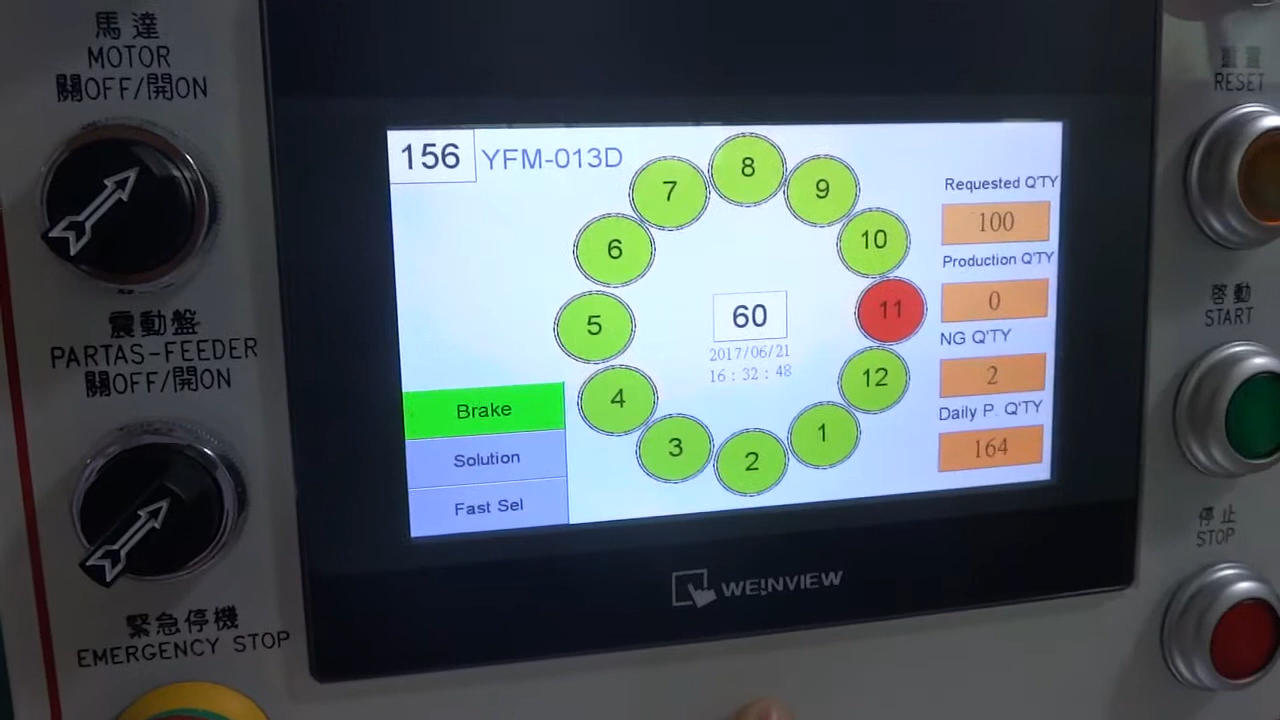 馬達
MOTOR
關OFF/開ON
震動盤
PARTAS-FEEDER
關OFF/開ON
緊急停機
EMERGENCY STOP
156 YFM-013D
8
7
9
6
10
5
11
4
12
3
1
2
60
2017/06/21
16 : 32 : 48
Brake
Solution
Fast Sel
Requested Q'TY
100
Production Q'TY
0
NG Q'TY
2
Daily P. Q'TY
164
WEINVIEW
重置
RESET
啓動
START
停止
STOP